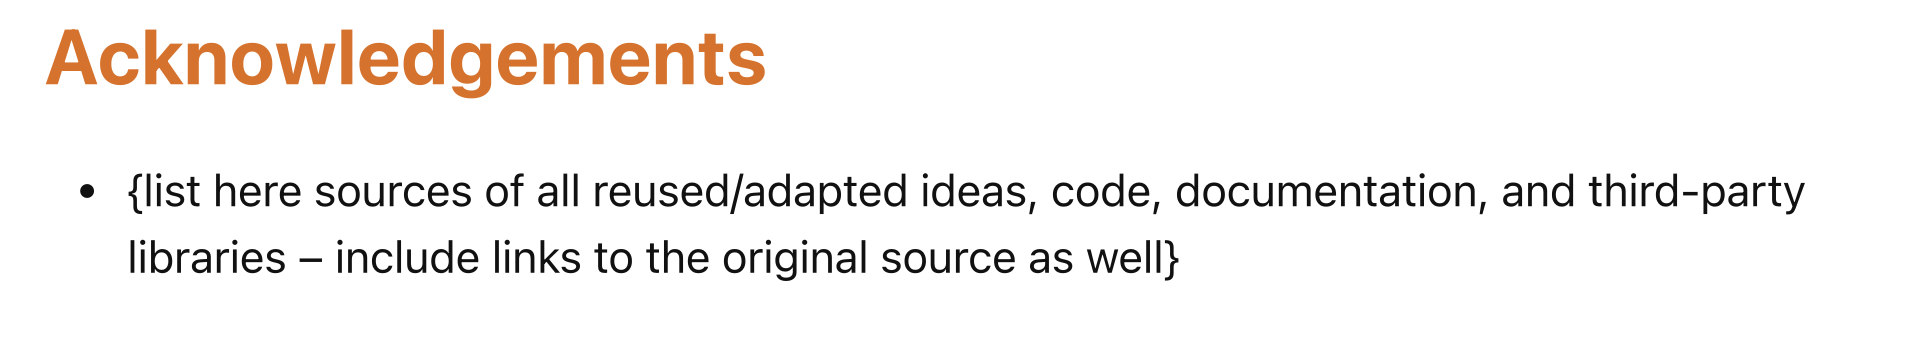 Acknowledgements
• {list here sources of all reused/adapted ideas, code, documentation, and third-party
libraries – include links to the original source as well}